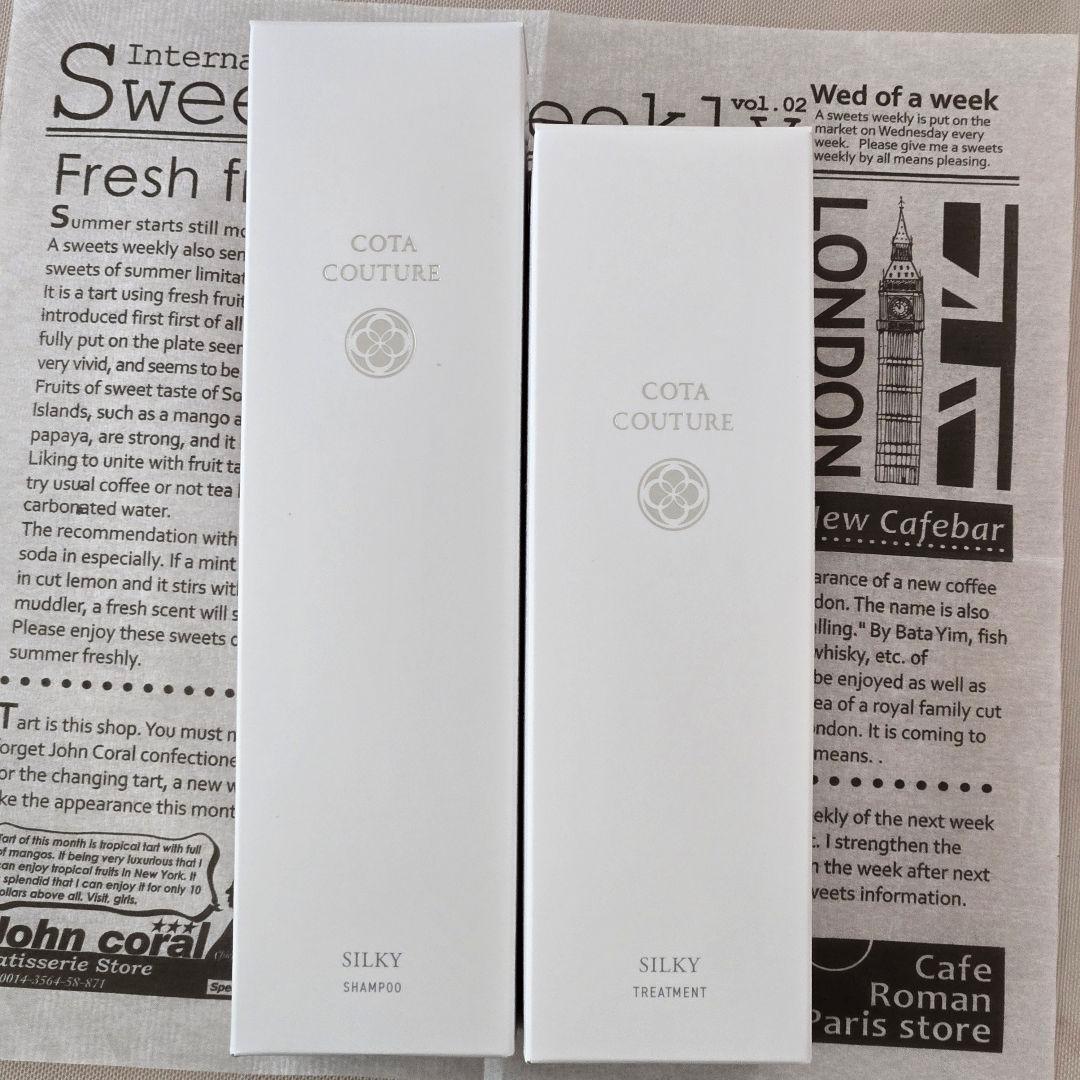 Interna
Swee
eekly
vol.02
Fresh f
Summer starts still mo
A sweets weekly also ser
sweets of summer limitat
It is a tart using fresh fruit
introduced first first of all
fully put on the plate seer
very vivid, and seems to be
Fruits of sweet taste of So
Islands, such as a mango a
papaya, are strong, and it
Liking to unite with fruit ta
try usual coffee or not tea
carbonated water.
The recommendation with
soda in especially. If a mint
in cut lemon and it stirs wit
muddler, a fresh scent will s
Please enjoy these sweets o
summer freshly.
Tart is this shop. You must n
orget John Coral confectione
or the changing tart, a new w
ke the appearance this mont
Tart of this month is tropical tart with full
of mangos. It being very luxurious that I
can enjoy tropical fruits in New York. It
splendid that I can enjoy it for only 10
ollars above all. Visit, girls.
John coral
atisserie Store
0014-3564-58-871
Spe
COTA
COUTURE
SILKY
SHAMPOO
COTA
COUTURE
SILKY
TREATMENT
Wed of a week
A sweets weekly is put on the
market on Wednesday every
week. Please give me a sweets
weekly by all means pleasing.
LONDON
New Cafebar
arance of a new coffee
don. The name is also
lling." By Bata Yim, fish
whisky, etc. of
be enjoyed as well as
ea of a royal family cut
ondon. It is coming to
means. .
ekly of the next week
t. I strengthen the
n the week after next
weets information.
Cafe
Roman
Paris store